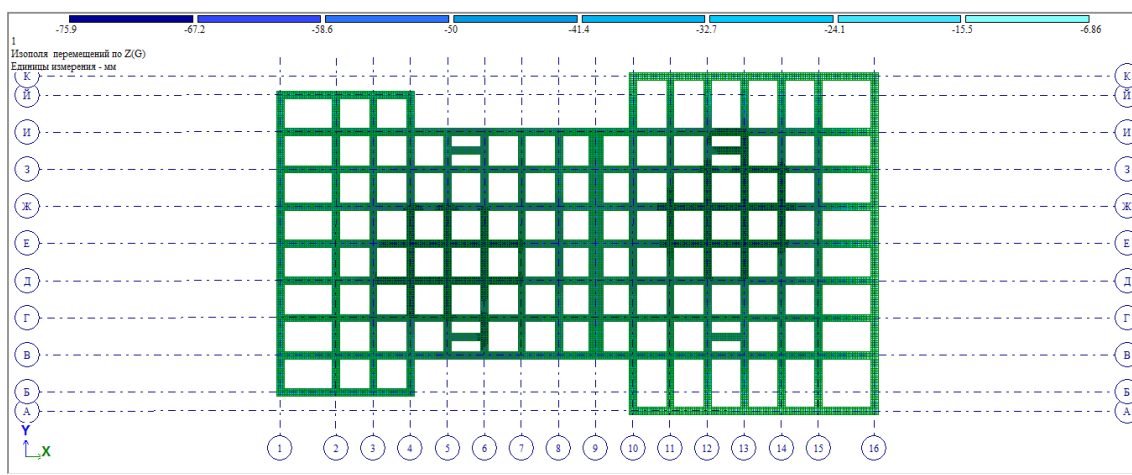 -75.9 -67.2 -58.6 -50 -41.4 -32.7 -24.1 -15.5 -6.86
1
Изополя перемещений по Z(G)
Единицы измерения - мм
К К
Й Й
И И
З З
Ж Ж
Е Е
Д Д
Г Г
В В
Б Б
А А
Y
X
1 2 3 4 5 6 7 8 9 10 11 12 13 14 15 16